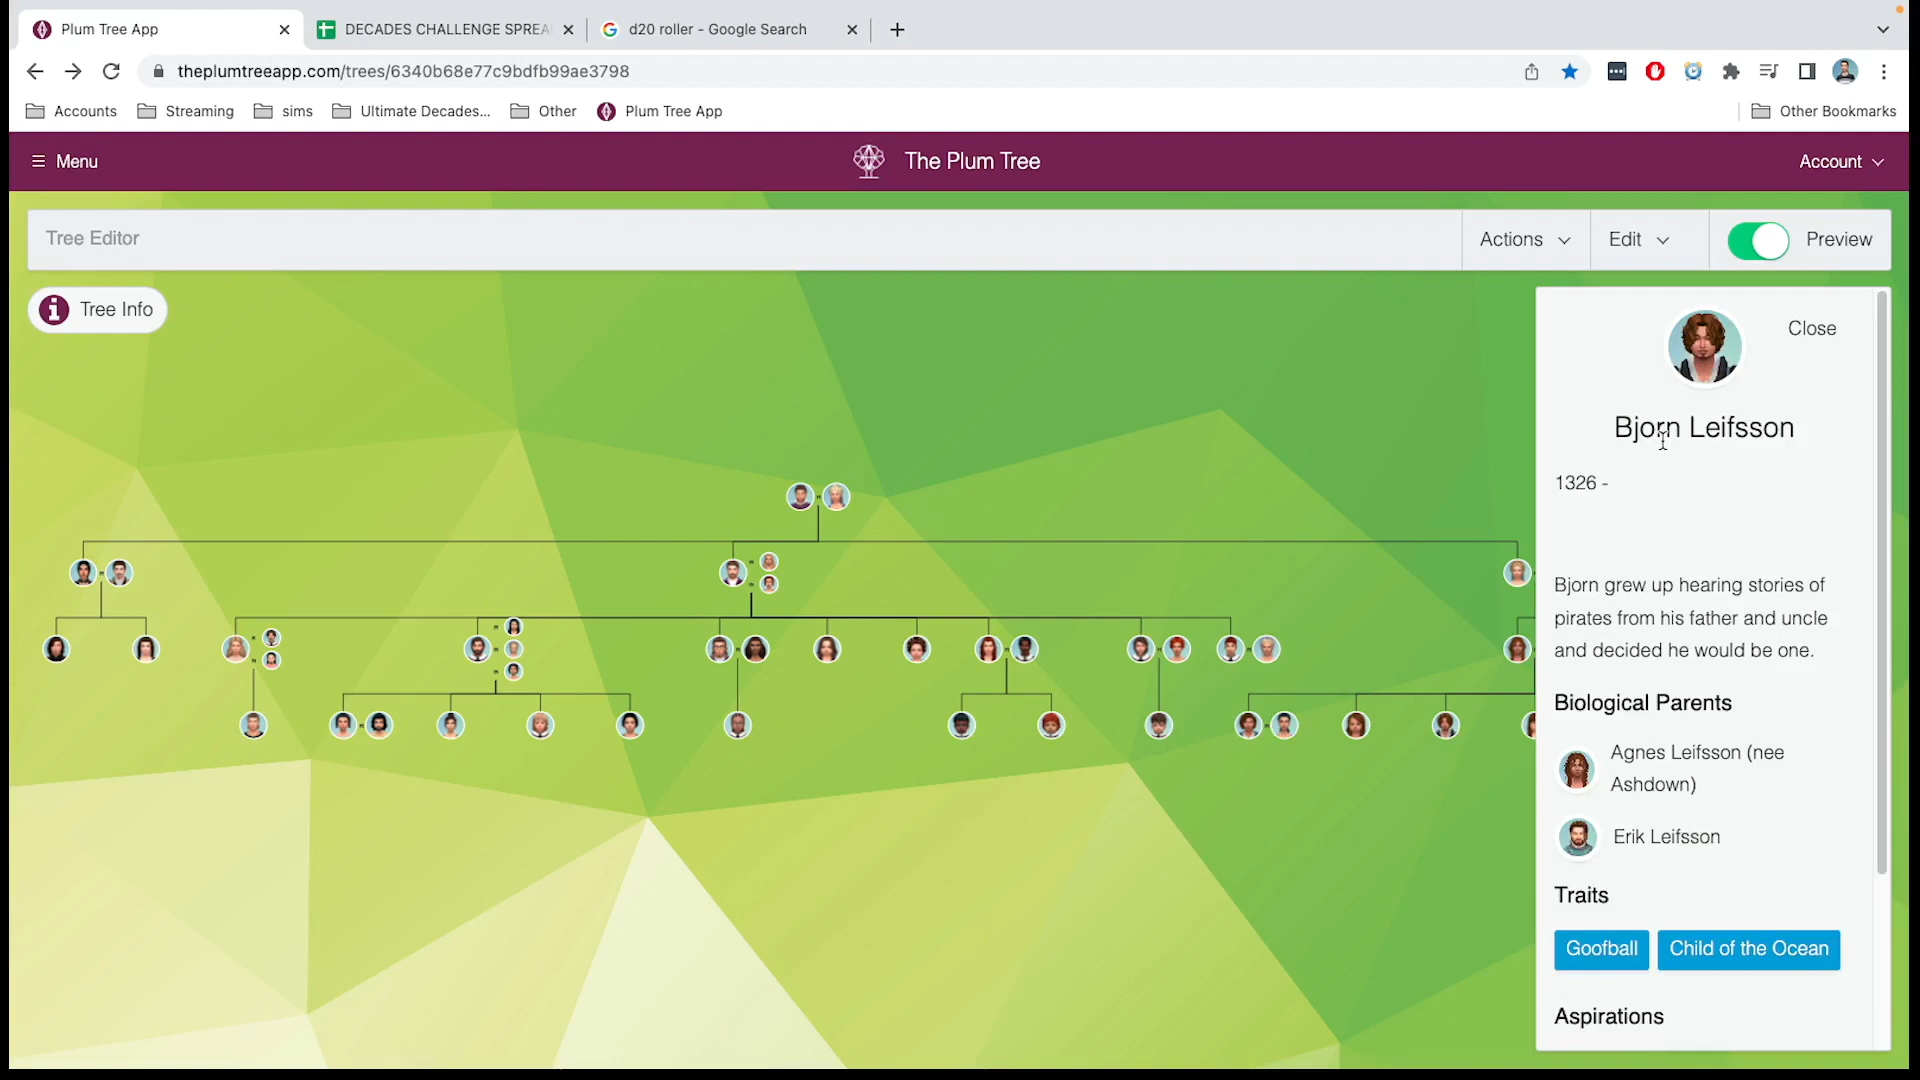 Plum Tree App
DECADES CHALLENGE SPREA
d20 roller - Google Search
theplumtreeapp.com/trees/6340b68e77c9bdfb99ae3798
Accounts
Streaming
sims
Ultimate Decades...
Other
Plum Tree App
Other Bookmarks
Menu
The Plum Tree
Account
Tree Editor
Actions
Edit
Preview
Tree Info
Close
Bjorn Leifsson
1326 -
Bjorn grew up hearing stories of
pirates from his father and uncle
and decided he would be one.
Biological Parents
Agnes Leifsson (nee
Ashdown)
Erik Leifsson
Traits
Goofball
Child of the Ocean
Aspirations